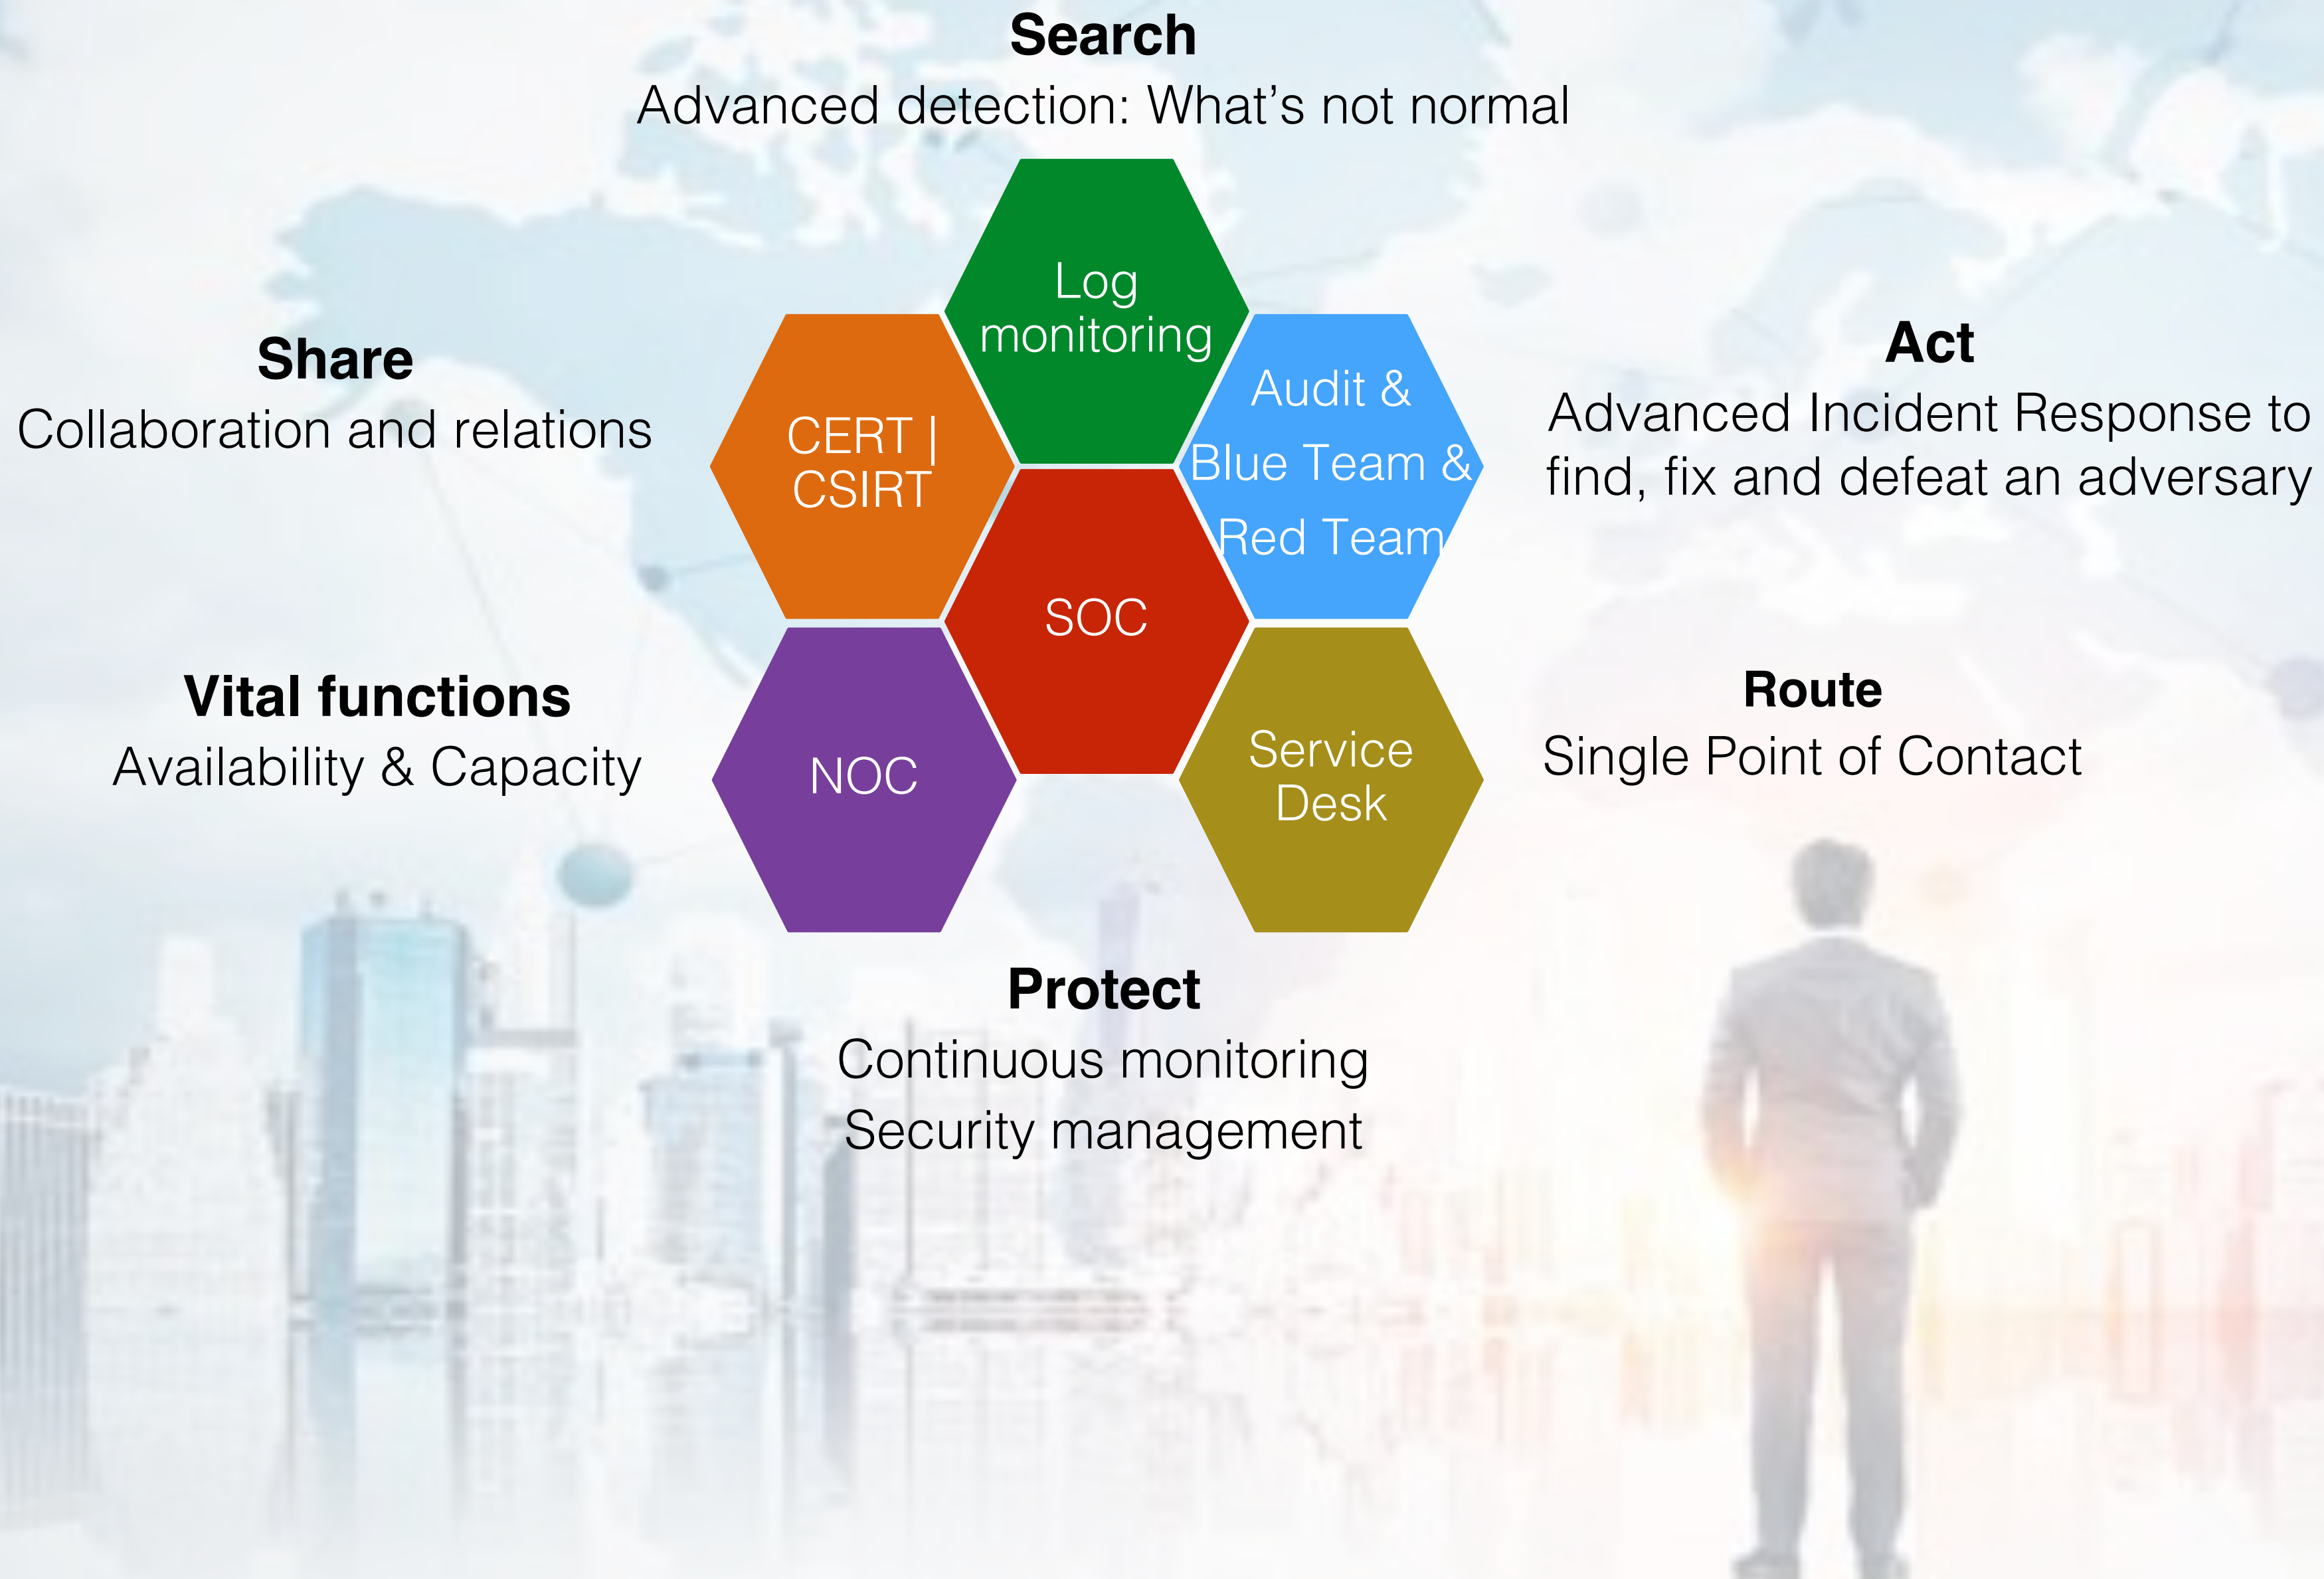 Search
Advanced detection: What’s not normal
Log
monitoring
Share
Collaboration and relations
CERT |
CSIRT
Audit &
Blue Team &
Red Team
Act
Advanced Incident Response to
find, fix and defeat an adversary
SOC
Vital functions
Availability & Capacity
NOC
Service
Desk
Route
Single Point of Contact
Protect
Continuous monitoring
Security management